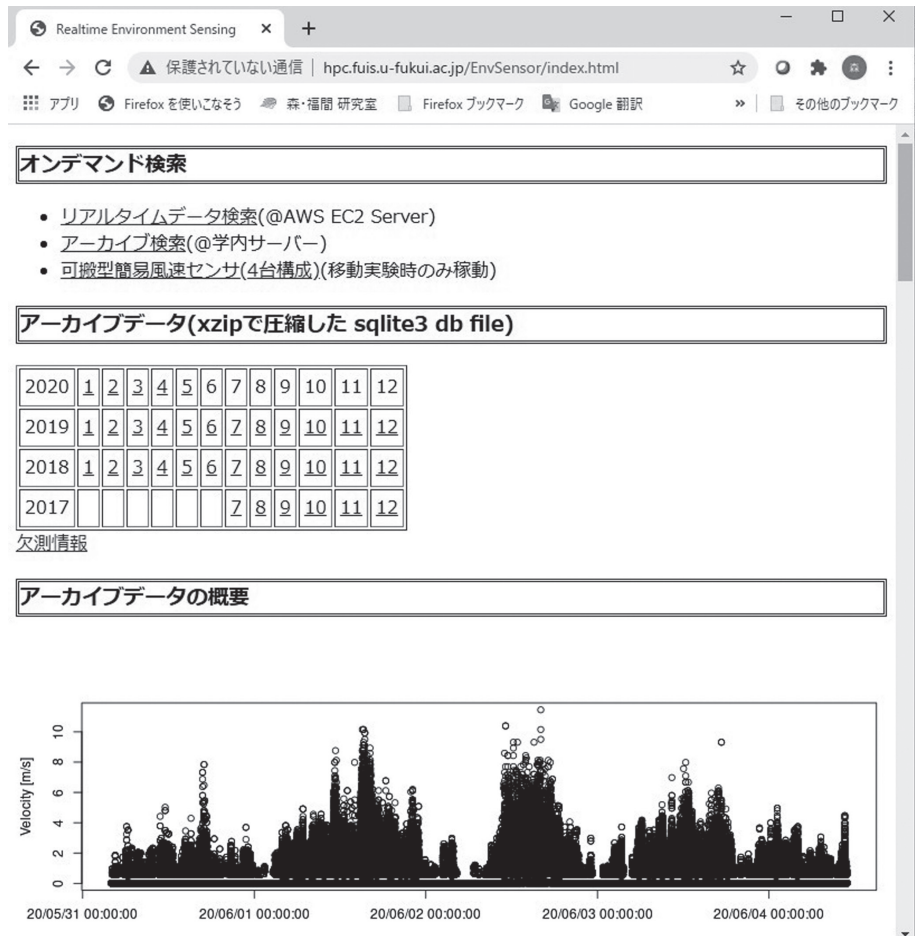 Realtime Environment Sensing
保護されていない通信 | hpc.fuis.u-fukui.ac.jp/EnvSensor/index.html
アプリ Firefox を使いこなそう 森・福間 研究室 Firefox ブックマーク Google 翻訳 » その他のブックマーク
オンデマンド検索
リアルタイムデータ検索(@AWS EC2 Server)
アーカイブ検索(@学内サーバー)
可搬型簡易風速センサ(4台構成)(移動実験時のみ稼動)
アーカイブデータ(xzipで圧縮した sqlite3 db file)
2020 1 2 3 4 5 6 7 8 9 10 11 12
2019 1 2 3 4 5 6 7 8 9 10 11 12
2018 1 2 3 4 5 6 7 8 9 10 11 12
2017 7 8 9 10 11 12
欠測情報
アーカイブデータの概要
Velocity [m/s]
10
8
6
4
2
0
20/05/31 00:00:00 20/06/01 00:00:00 20/06/02 00:00:00 20/06/03 00:00:00 20/06/04 00:00:00